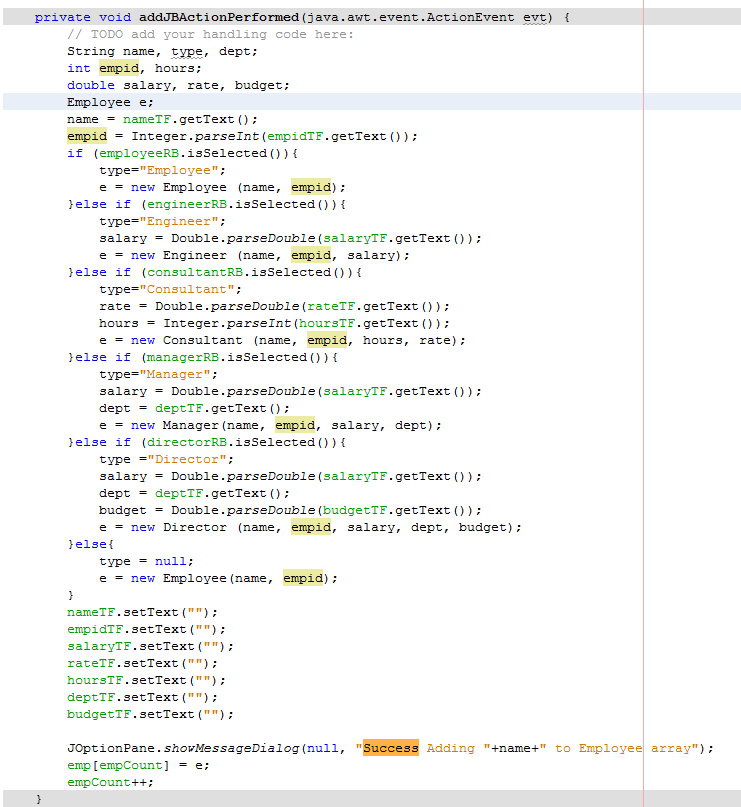 private void addJBActionPerformed(java.awt.event.ActionEvent evt) {
// TODO add your handling code here:
String name, type, dept;
int empid, hours;
double salary, rate, budget;
Employee e;
name = nameTF.getText();
empid = Integer.parseInt(empidTF.getText());
if (employeeRB.isSelected()){
type="Employee";
e = new Employee (name, empid);
}else if (engineerRB.isSelected()){
type="Engineer";
salary = Double.parseDouble(salaryTF.getText());
e = new Engineer (name, empid, salary);
}else if (consultantRB.isSelected()){
type="Consultant";
rate = Double.parseDouble(rateTF.getText());
hours = Integer.parseInt(hoursTF.getText());
e = new Consultant (name, empid, hours, rate);
}else if (managerRB.isSelected()){
type="Manager";
salary = Double.parseDouble(salaryTF.getText());
dept = deptTF.getText();
e = new Manager(name, empid, salary, dept);
}else if (directorRB.isSelected()){
type ="Director";
salary = Double.parseDouble(salaryTF.getText());
dept = deptTF.getText();
budget = Double.parseDouble(budgetTF.getText());
e = new Director (name, empid, salary, dept, budget);
}else{
type = null;
e = new Employee(name, empid);
}
nameTF.setText("");
empidTF.setText("");
salaryTF.setText("");
rateTF.setText("");
hoursTF.setText("");
deptTF.setText("");
budgetTF.setText("");
JOptionPane.showMessageDialog(null, "Success Adding "+name+" to Employee array");
emp[empCount] = e;
empCount++;
}